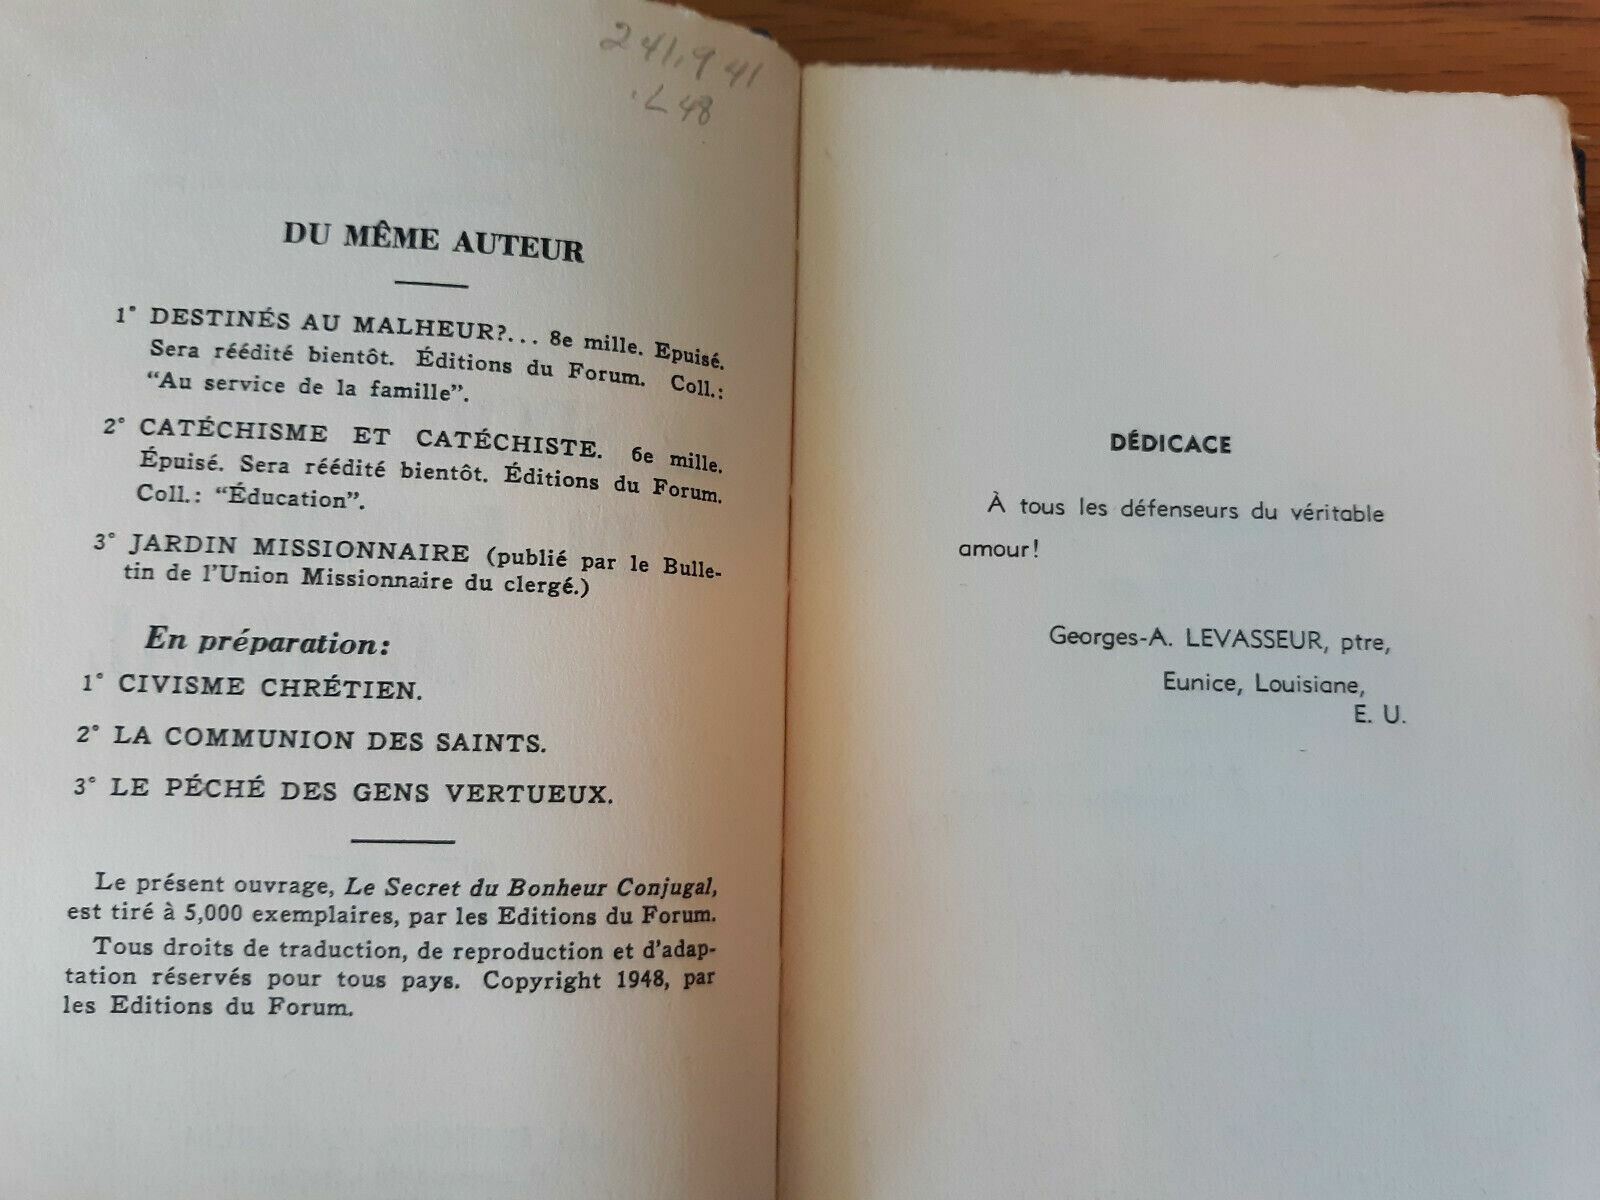 241.941
.L48
DU MÊME AUTEUR
1° DESTINÉS AU MALHEUR?... 8e mille. Epuisé.
Sera réédité bientôt. Éditions du Forum. Coll.:
“Au service de la famille”.
2° CATÉCHISME ET CATÉCHISTE. 6e mille.
Épuisé. Sera réédité bientôt. Éditions du Forum.
Coll.: “Éducation”.
3° JARDIN MISSIONNAIRE (publié par le Bulle-
tin de l'Union Missionnaire du clergé.)
En préparation:
1° CIVISME CHRÉTIEN.
2° LA COMMUNION DES SAINTS.
3° LE PÉCHÉ DES GENS VERTUEUX.
Le présent ouvrage, Le Secret du Bonheur Conjugal,
est tiré à 5,000 exemplaires, par les Editions du Forum.
Tous droits de traduction, de reproduction et d'adap-
tation réservés pour tous pays. Copyright 1948, par
les Editions du Forum.
DÉDICACE
À tous les défenseurs du véritable
amour!
Georges-A. LEVASSEUR, ptre,
Eunice, Louisiane,
E. U.